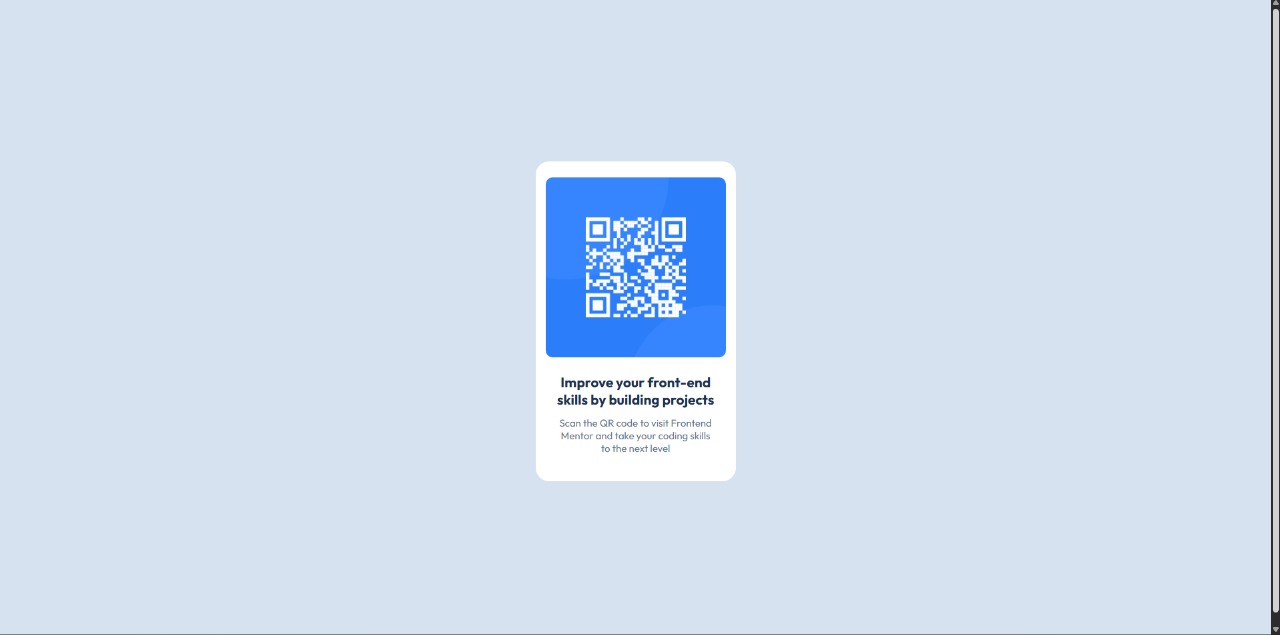 Improve your front-end
skills by building projects
Scan the QR code to visit Frontend
Mentor and take your coding skills
to the next level